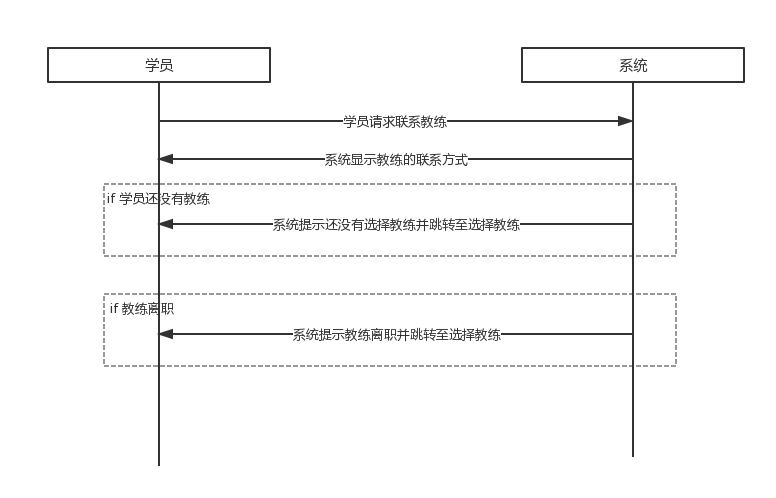 学员
系统
学员请求联系教练
系统显示教练的联系方式
if 学员还没有教练
系统提示还没有选择教练并跳转至选择教练
if 教练离职
系统提示教练离职并跳转至选择教练